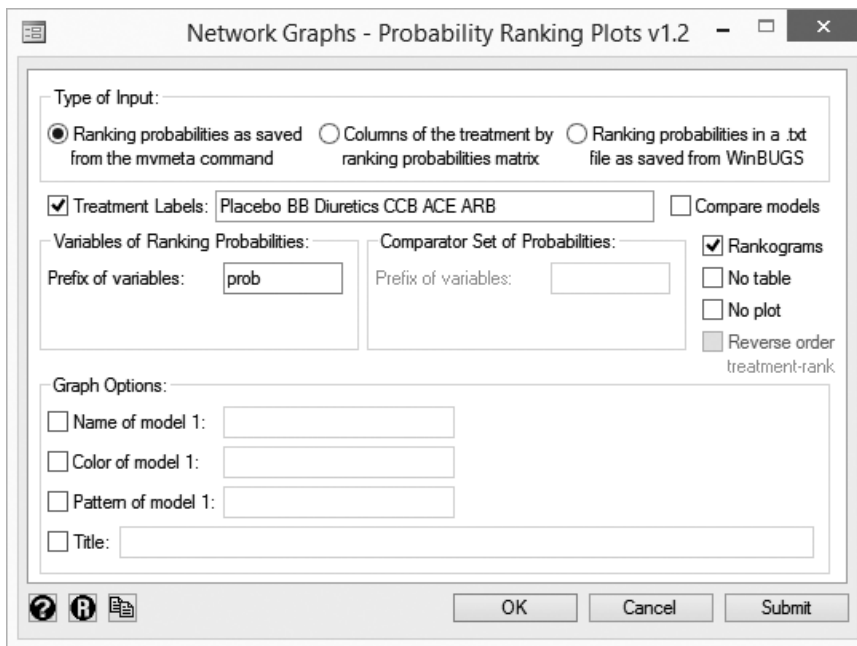 Network Graphs - Probability Ranking Plots v1.2
Type of Input:
Ranking probabilities as saved from the mvmeta command
Columns of the treatment by ranking probabilities matrix
Ranking probabilities in a .txt file as saved from WinBUGS
Treatment Labels: Placebo BB Diuretics CCB ACE ARB
Compare models
Variables of Ranking Probabilities:
Prefix of variables: prob
Comparator Set of Probabilities:
Prefix of variables:
Rankograms
No table
No plot
Reverse order treatment-rank
Graph Options:
Name of model 1:
Color of model 1:
Pattern of model 1:
Title:
? R
OK Cancel Submit